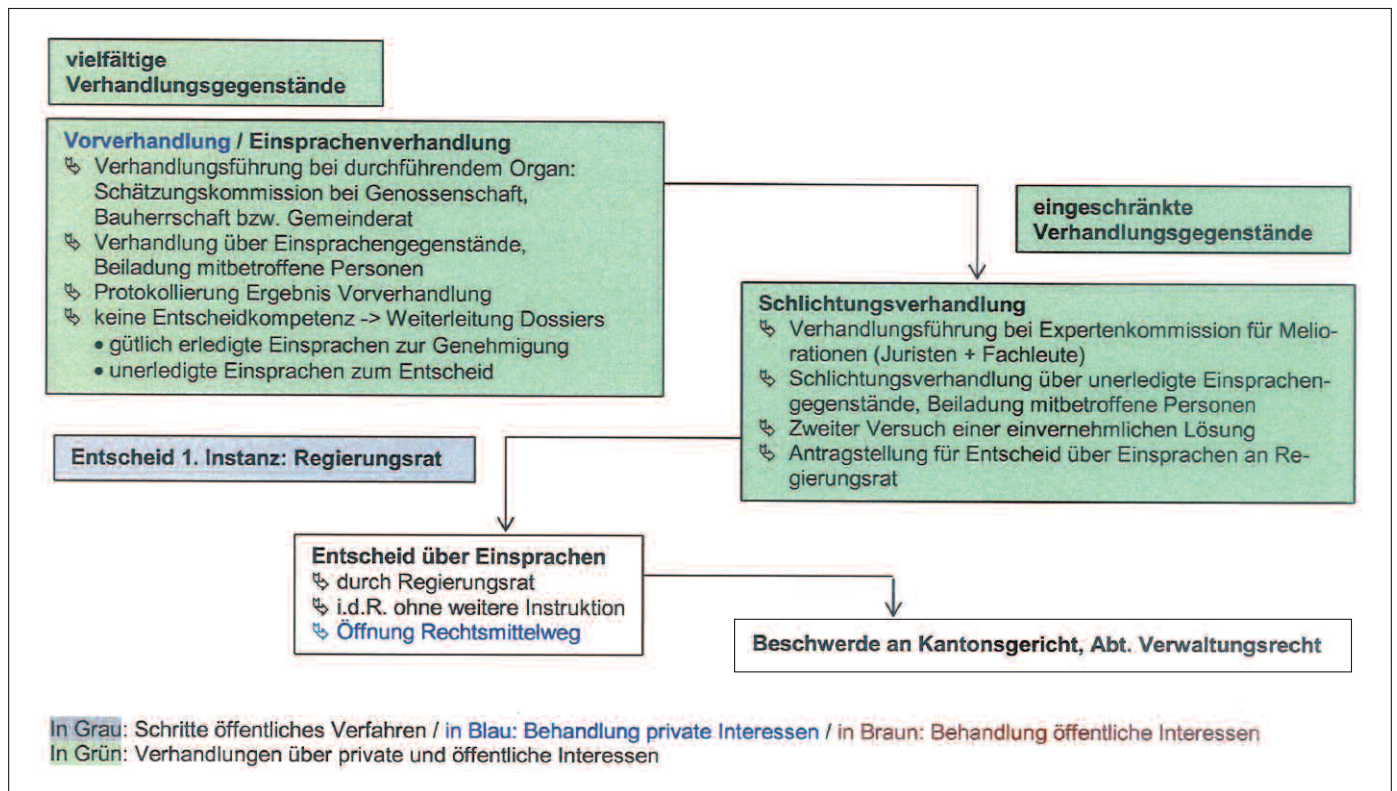 vielfältige
Verhandlungsgegenstände
Vorverhandlung / Einsprachenverhandlung
Verhandlungsführung bei durchführendem Organ:
Schätzungskommission bei Genossenschaft,
Bauherrschaft bzw. Gemeinderat
Verhandlung über Einsprachengegenstände,
Beiladung mitbetroffene Personen
Protokollierung Ergebnis Vorverhandlung
keine Entscheidkompetenz -> Weiterleitung Dossiers
• gütlich erledigte Einsprachen zur Genehmigung
• unerledigte Einsprachen zum Entscheid
eingeschränkte
Verhandlungsgegenstände
Schlichtungsverhandlung
Verhandlungsführung bei Expertenkommission für Melio-
rationen (Juristen + Fachleute)
Schlichtungsverhandlung über unerledigte Einsprachen-
gegenstände, Beiladung mitbetroffene Personen
Zweiter Versuch einer einvernehmlichen Lösung
Antragstellung für Entscheid über Einsprachen an Re-
gierungsrat
Entscheid 1. Instanz: Regierungsrat
Entscheid über Einsprachen
durch Regierungsrat
i.d.R. ohne weitere Instruktion
Öffnung Rechtsmittelweg
Beschwerde an Kantonsgericht, Abt. Verwaltungsrecht
In Grau: Schritte öffentliches Verfahren / in Blau: Behandlung private Interessen / in Braun: Behandlung öffentliche Interessen
In Grün: Verhandlungen über private und öffentliche Interessen